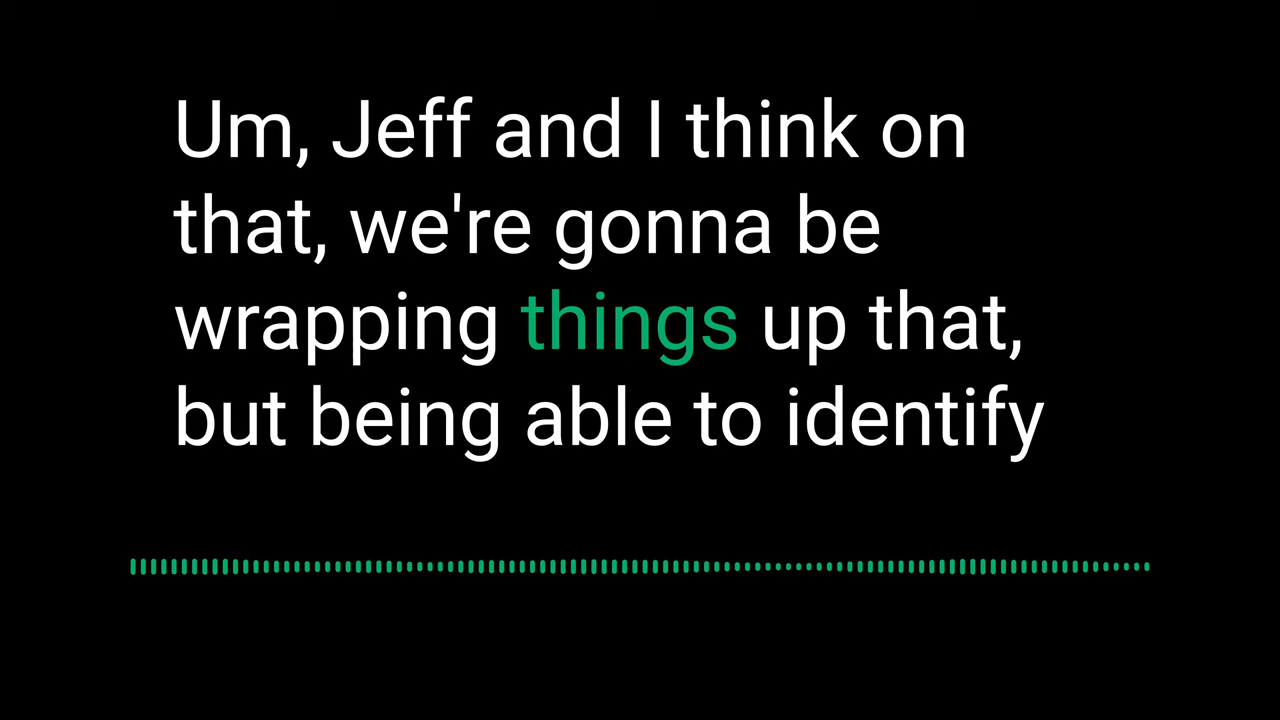 Um, Jeff and I think on
that, we're gonna be
wrapping things up that,
but being able to identify